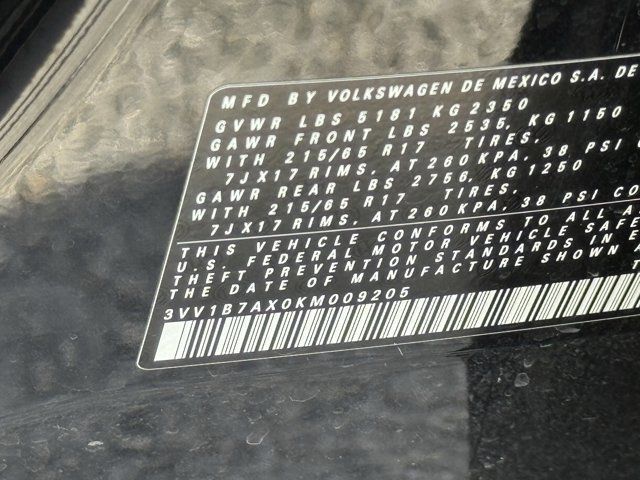 MFD BY VOLKSWAGEN DE MEXICO S.A. DE
GVWR LBS 5181 KG 2350
GAWR FRONT LBS 2535, KG 1150
WITH 215/65 R17 TIRES,
7JX17 RIMS, AT 260 KPA, 38 PSI
GAWR REAR LBS 2756, KG 1250
WITH 215/65 R17 TIRES,
7JX17 RIMS, AT 260 KPA, 38 PSI CO
THIS VEHICLE CONFORMS TO ALL A
U.S. FEDERAL MOTOR VEHICLE SAFE
THEFT PREVENTION STANDARDS IN E
THE DATE OF MANUFACTURE SHOWN
3VV1B7AX0KM009205